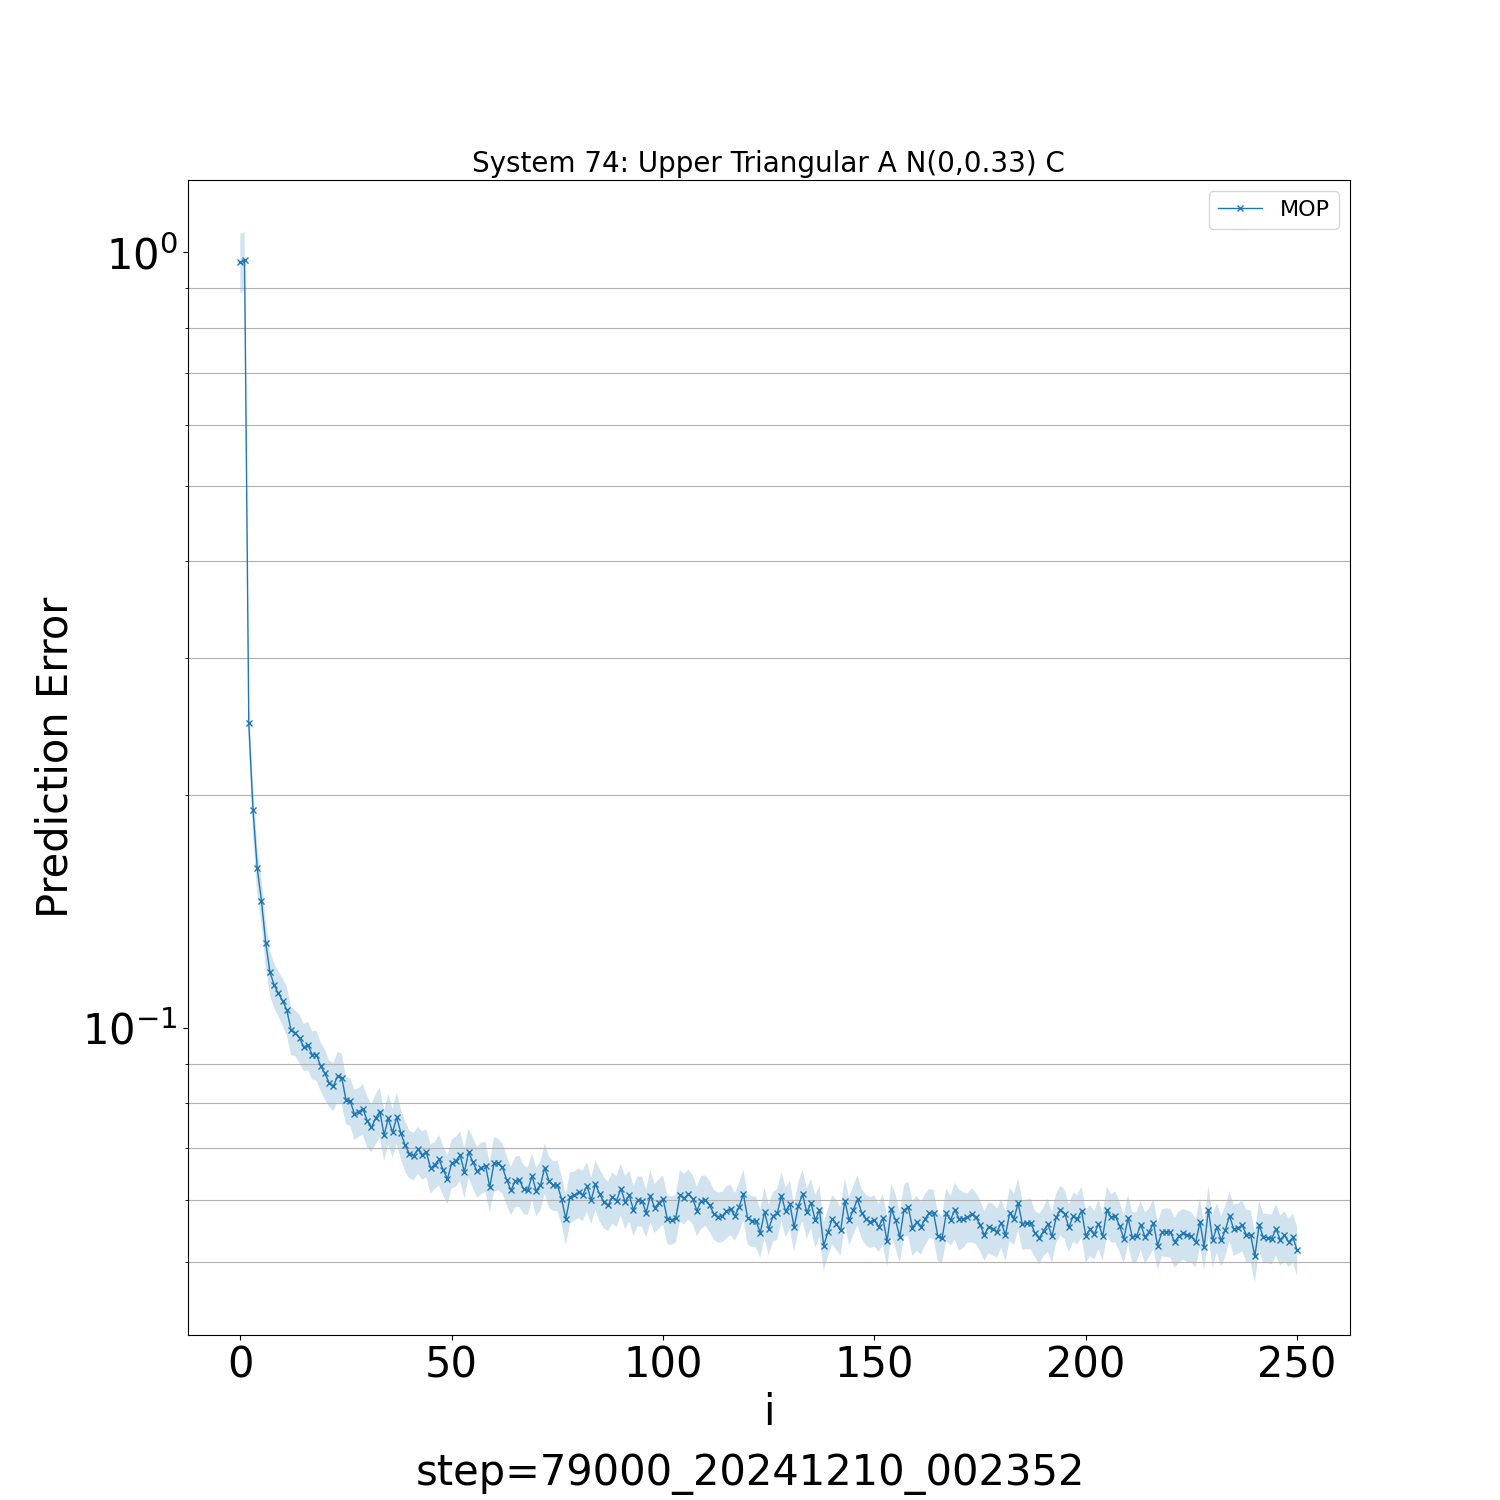 System 74: Upper Triangular A N(0,0.33) C
MOP
10⁰
10⁻¹
Prediction Error
0 50 100 150 200 250
i
step=79000_20241210_002352